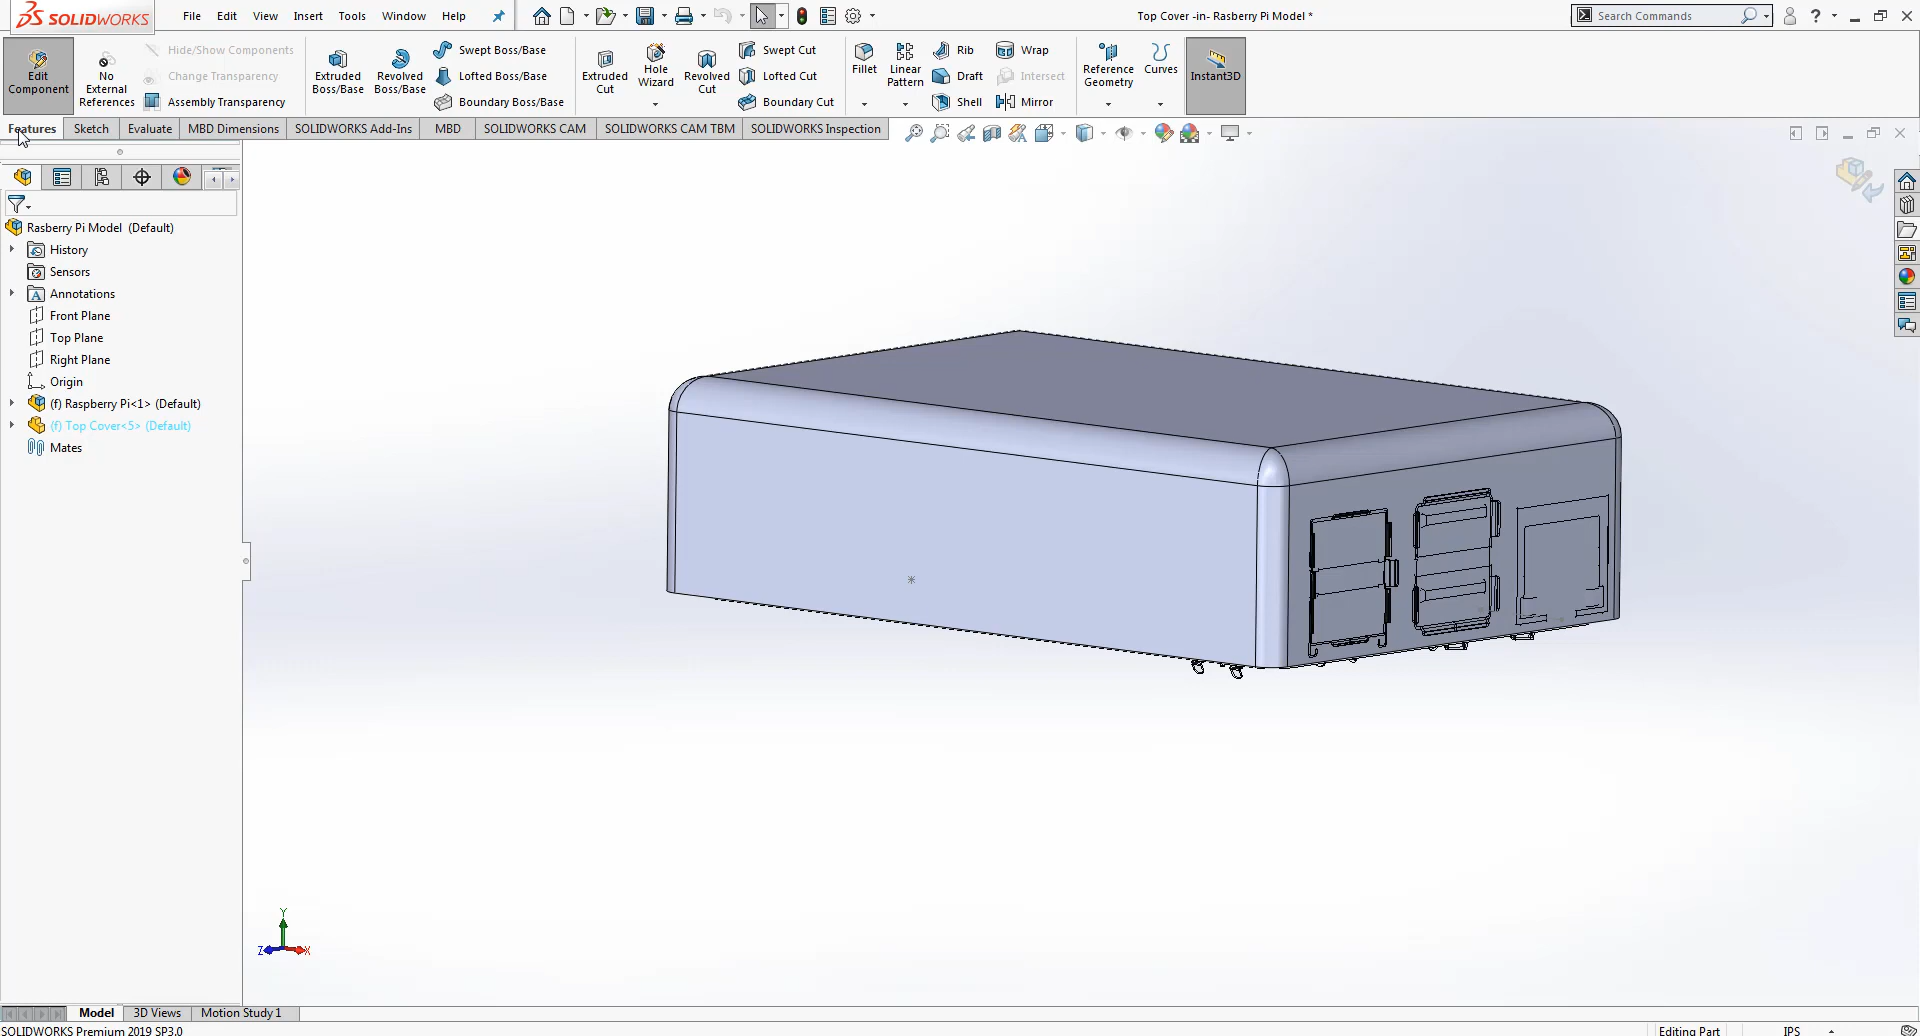 SOLIDWORKS File Edit View Insert Tools Window Help Top Cover -in- Rasberry Pi Model * Search Commands
Edit Component
No External References
Hide/Show Components
Change Transparency
Assembly Transparency
Extruded Boss/Base
Revolved Boss/Base
Swept Boss/Base
Lofted Boss/Base
Boundary Boss/Base
Extruded Cut
Hole Wizard
Revolved Cut
Swept Cut
Lofted Cut
Boundary Cut
Fillet
Linear Pattern
Rib
Draft
Shell
Wrap
Intersect
Mirror
Reference Geometry
Curves
Instant3D
Features Sketch Evaluate MBD Dimensions SOLIDWORKS Add-Ins MBD SOLIDWORKS CAM SOLIDWORKS CAM TBM SOLIDWORKS Inspection
Rasberry Pi Model (Default)
History
Sensors
Annotations
Front Plane
Top Plane
Right Plane
Origin
(f) Raspberry Pi<1> (Default)
(f) Top Cover<5> (Default)
Mates
Y
Z X
Model 3D Views Motion Study 1
SOLIDWORKS Premium 2019 SP3.0 Editing Part IPS